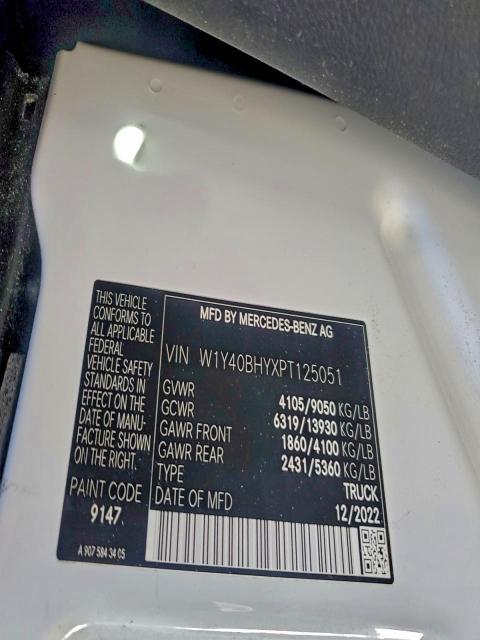 THIS VEHICLE
CONFORMS TO
ALL APPLICABLE
FEDERAL
VEHICLE SAFETY
STANDARDS IN
EFFECT ON THE
DATE OF MANU-
FACTURE SHOWN
ON THE RIGHT.
PAINT CODE
9147
A 907 584 34 05
MFD BY MERCEDES-BENZ AG
VIN W1Y40BHYXPT125051
GVWR 4105/9050 KG/LB
GCWR 6319/13930 KG/LB
GAWR FRONT 1860/4100 KG/LB
GAWR REAR 2431/5360 KG/LB
TYPE TRUCK
DATE OF MFD 12/2022